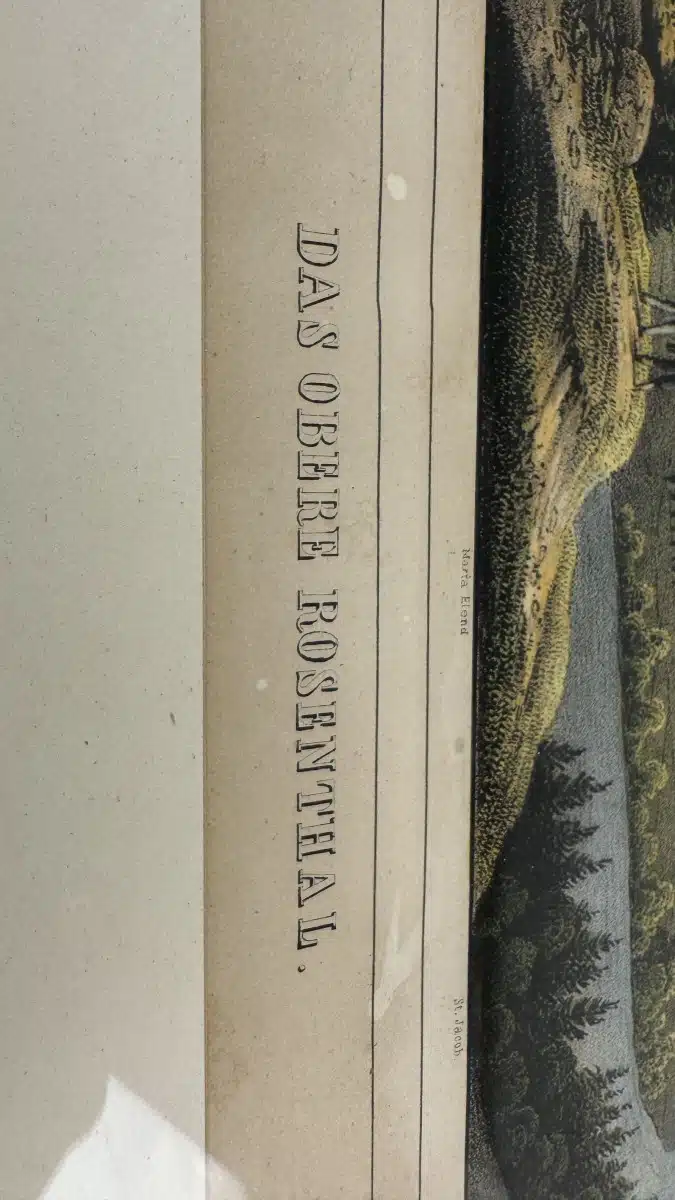 Maria Elend
St. Jacob
DAS OBERE ROSENTHAL.